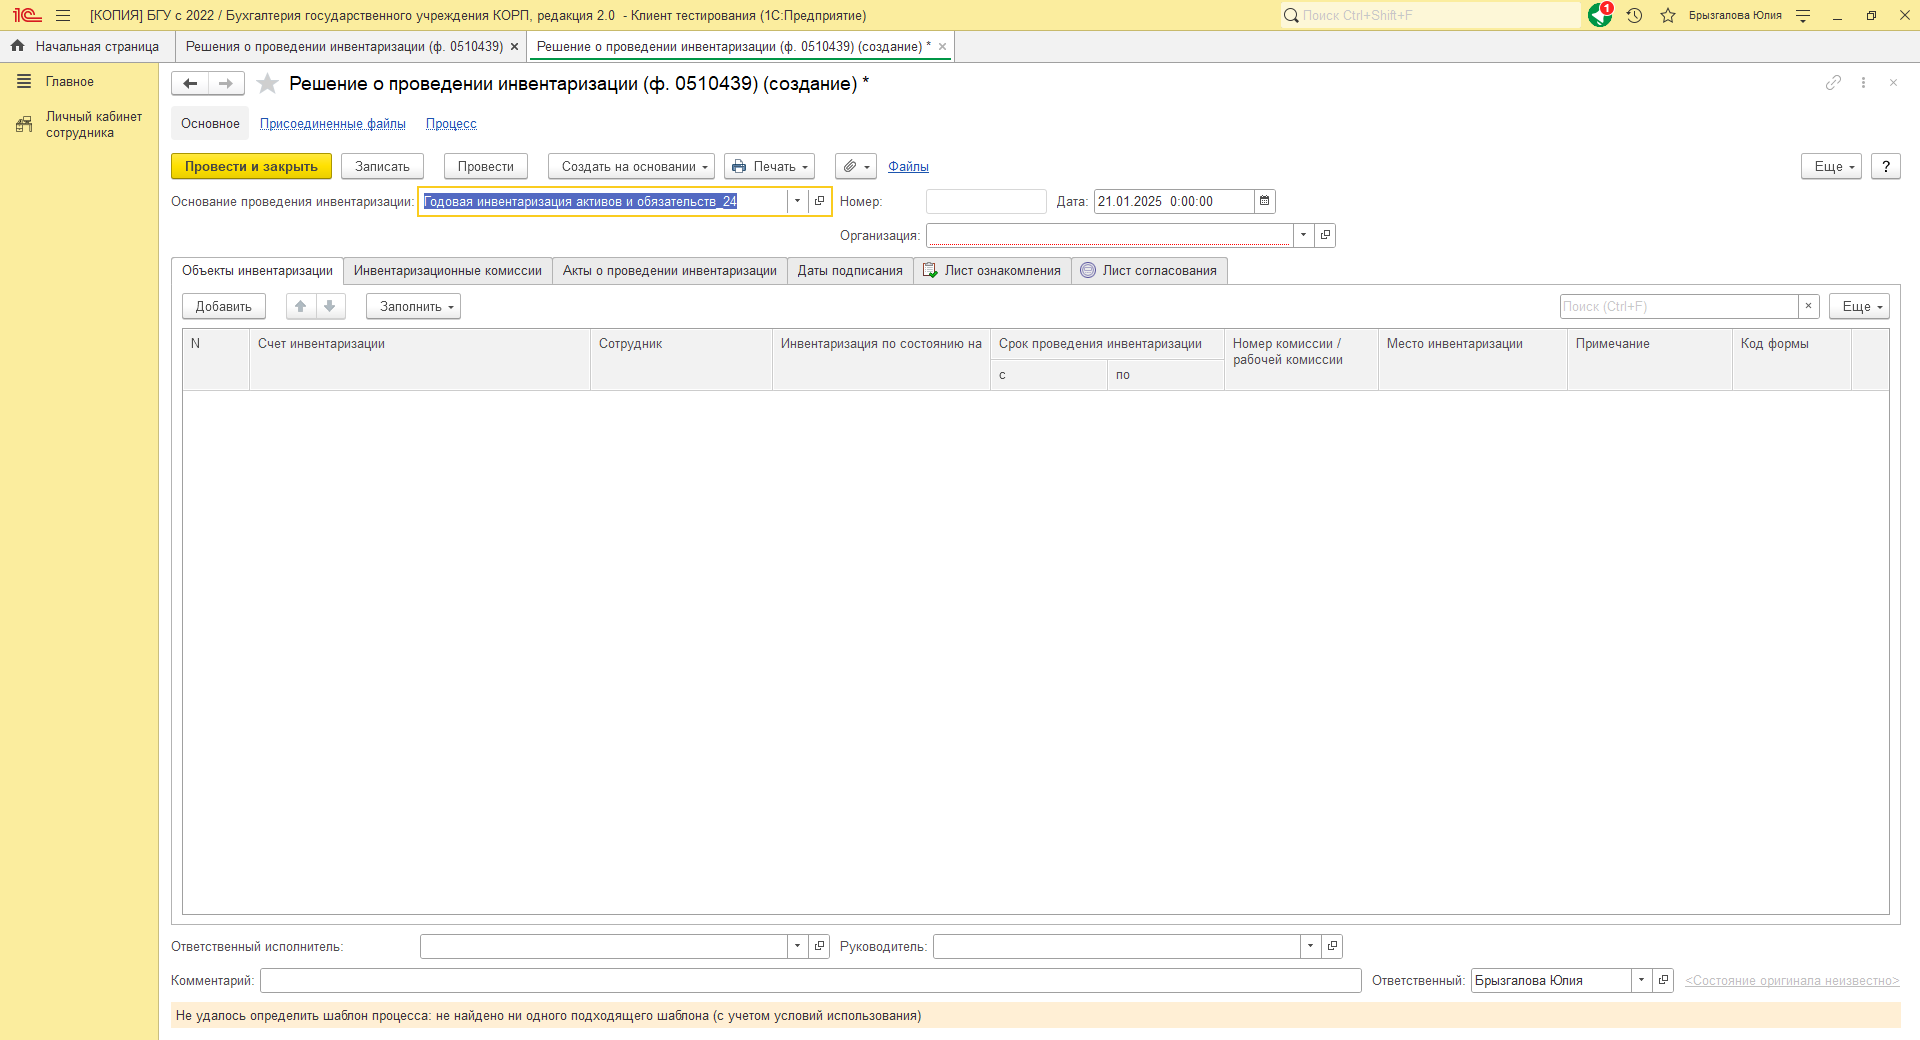 [КОПИЯ] БГУ с 2022 / Бухгалтерия государственного учреждения КОРП, редакция 2.0 - Клиент тестирования (1С:Предприятие)
Поиск Ctrl+Shift+F
1
Брызгалова Юлия
Начальная страница
Решения о проведении инвентаризации (ф. 0510439)
Решение о проведении инвентаризации (ф. 0510439) (создание) *
Главное
Личный кабинет
сотрудника
Решение о проведении инвентаризации (ф. 0510439) (создание) *
Основное Присоединенные файлы Процесс
Провести и закрыть Записать Провести Создать на основании Печать Файлы Еще ?
Основание проведения инвентаризации: Годовая инвентаризация активов и обязательств_24 Номер: Дата: 21.01.2025 0:00:00
Организация:
Объекты инвентаризации Инвентаризационные комиссии Акты о проведении инвентаризации Даты подписания Лист ознакомления Лист согласования
Добавить Заполнить Поиск (Ctrl+F) × Еще
N Счет инвентаризации Сотрудник Инвентаризация по состоянию на Срок проведения инвентаризации Номер комиссии / Место инвентаризации Примечание Код формы
рабочей комиссии
с по
Ответственный исполнитель: Руководитель:
Комментарий: Ответственный: Брызгалова Юлия <Состояние оригинала неизвестно>
Не удалось определить шаблон процесса: не найдено ни одного подходящего шаблона (с учетом условий использования)